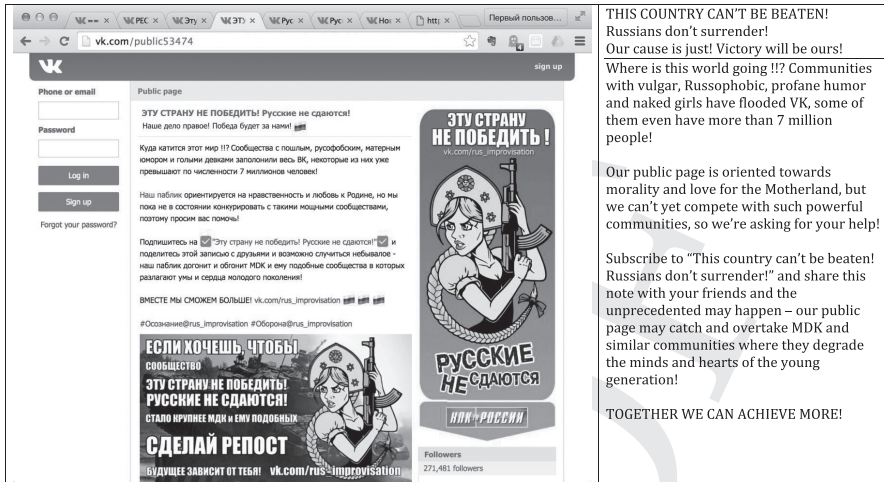 Первый пользов...
vk.com/public53474
sign up
Phone or email
Password
Log in
Sign up
Forgot your password?
Public page
ЭТУ СТРАНУ НЕ ПОБЕДИТЬ! Русские не сдаются!
Наше дело правое! Победа будет за нами!
Куда катится этот мир !!? Сообщества с пошлым, русофобским, матерным
юмором и голыми девками заполонили весь ВК, некоторые из них уже
превышают по численности 7 миллионов человек!
Наш паблик ориентируется на нравственность и любовь к Родине, но мы
пока не в состоянии конкурировать с такими мощными сообществами,
поэтому просим вас помочь!
Подпишитесь на "Эту страну не победить! Русские не сдаются!" и
поделитесь этой записью с друзьями и возможно случиться небывалое -
наш паблик догонит и обгонит MDK и ему подобные сообщества в которых
разлагают умы и сердца молодого поколения!
ВМЕСТЕ МЫ СМОЖЕМ БОЛЬШЕ! vk.com/rus_improvisation
#Осознание@rus_improvisation #Оборона@rus_improvisation
ЕСЛИ ХОЧЕШЬ, ЧТОБЫ
СООБЩЕСТВО
ЭТУ СТРАНУ НЕ ПОБЕДИТЬ!
РУССКИЕ НЕ СДАЮТСЯ!
СТАЛО КРУПНЕЕ МДК и ЕМУ ПОДОБНЫХ
СДЕЛАЙ РЕПОСТ
БУДУЩЕЕ ЗАВИСИТ ОТ ТЕБЯ! vk.com/rus_improvisation
ЭТУ СТРАНУ
НЕ ПОБЕДИТЬ !
vk.com/rus_improvisation
РУССКИЕ
НЕ СДАЮТСЯ
Followers
271,481 followers
THIS COUNTRY CAN’T BE BEATEN!
Russians don’t surrender!
Our cause is just! Victory will be ours!
Where is this world going !!? Communities
with vulgar, Russophobic, profane humor
and naked girls have flooded VK, some of
them even have more than 7 million
people!
Our public page is oriented towards
morality and love for the Motherland, but
we can’t yet compete with such powerful
communities, so we’re asking for your help!
Subscribe to “This country can’t be beaten!
Russians don’t surrender!” and share this
note with your friends and the
unprecedented may happen – our public
page may catch and overtake MDK and
similar communities where they degrade
the minds and hearts of the young
generation!
TOGETHER WE CAN ACHIEVE MORE!